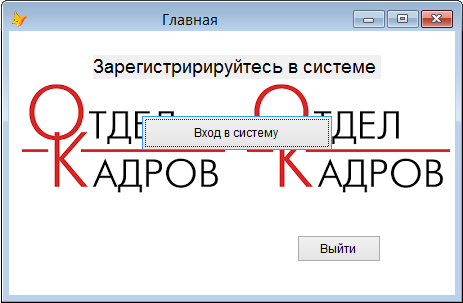 Главная
Зарегистририруйтесь в системе
ОТДЕЛ ОТДЕЛ
Вход в систему
КАДРОВ КАДРОВ
Выйти